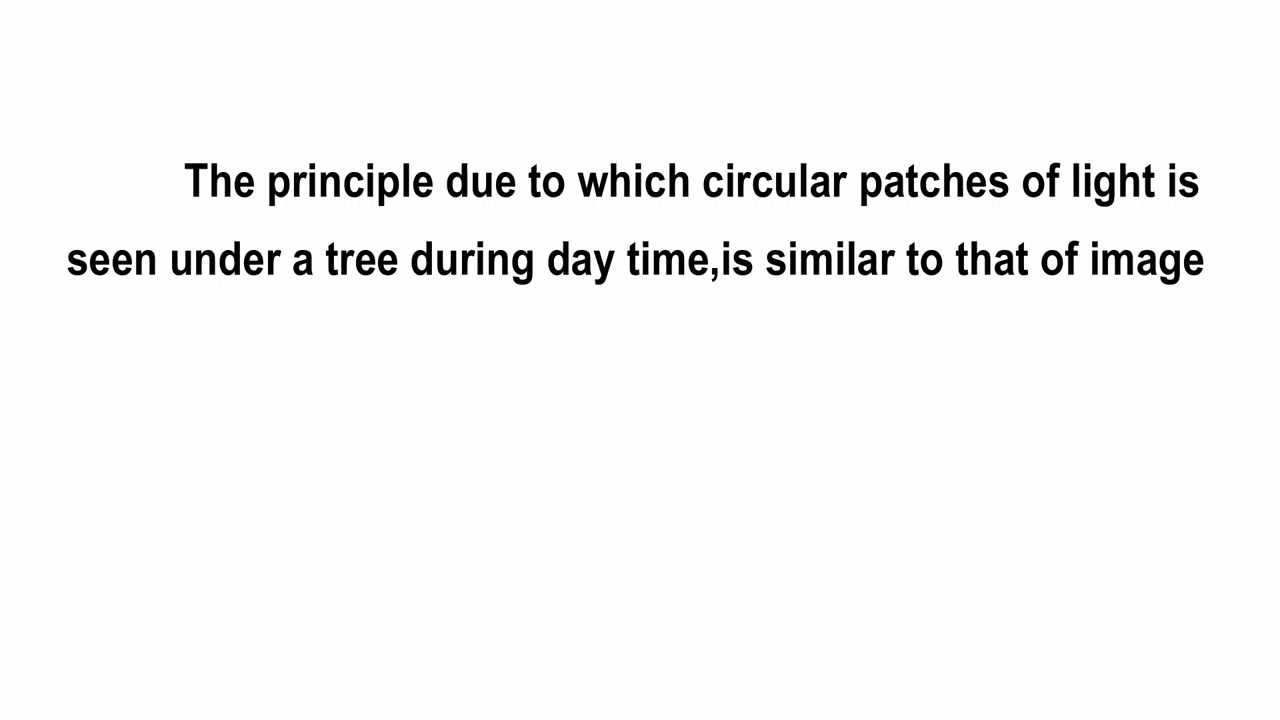 The principle due to which circular patches of light is
seen under a tree during day time,is similar to that of image